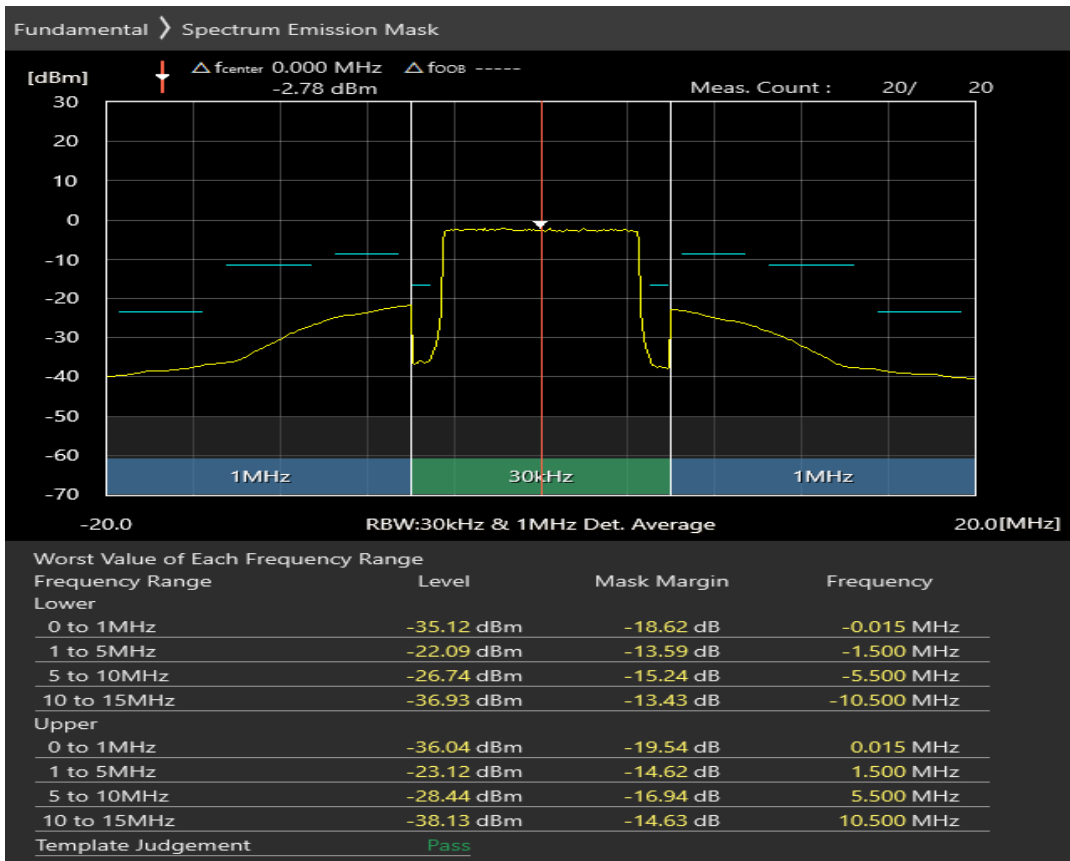 Fundamental 〉 Spectrum Emission Mask
[dBm] △ fcenter 0.000 MHz △ fOOB -----
-2.78 dBm Meas. Count : 20/ 20
30
20
10
0
-10
-20
-30
-40
-50
-60
1MHz 30kHz 1MHz
-70
-20.0 RBW:30kHz & 1MHz Det. Average 20.0[MHz]
Worst Value of Each Frequency Range
Frequency Range Level Mask Margin Frequency
Lower
0 to 1MHz -35.12 dBm -18.62 dB -0.015 MHz
1 to 5MHz -22.09 dBm -13.59 dB -1.500 MHz
5 to 10MHz -26.74 dBm -15.24 dB -5.500 MHz
10 to 15MHz -36.93 dBm -13.43 dB -10.500 MHz
Upper
0 to 1MHz -36.04 dBm -19.54 dB 0.015 MHz
1 to 5MHz -23.12 dBm -14.62 dB 1.500 MHz
5 to 10MHz -28.44 dBm -16.94 dB 5.500 MHz
10 to 15MHz -38.13 dBm -14.63 dB 10.500 MHz
Template Judgement Pass